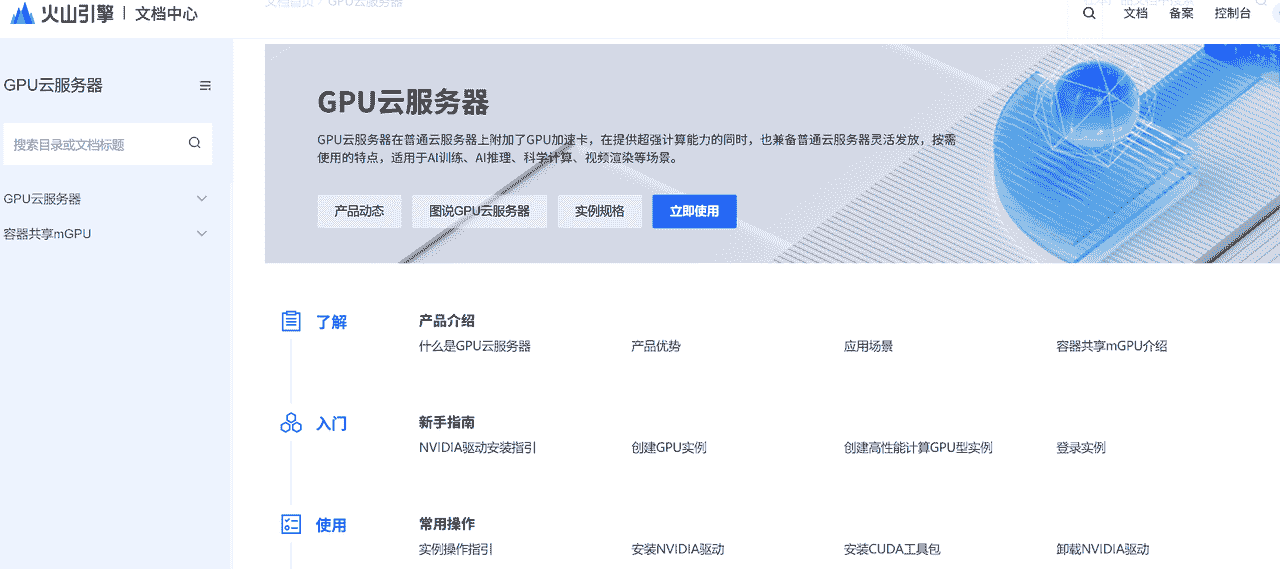 火山引擎 | 文档中心
文档首页 / GPU云服务器
文档 备案 控制台
GPU云服务器
搜索目录或文档标题
GPU云服务器
容器共享mGPU
GPU云服务器
GPU云服务器在普通云服务器上附加了GPU加速卡，在提供超强计算能力的同时，也兼备普通云服务器灵活发放，按需
使用的特点，适用于AI训练、AI推理、科学计算、视频渲染等场景。
产品动态 图说GPU云服务器 实例规格 立即使用
了解
产品介绍
什么是GPU云服务器 产品优势 应用场景 容器共享mGPU介绍
入门
新手指南
NVIDIA驱动安装指引 创建GPU实例 创建高性能计算GPU型实例 登录实例
使用
常用操作
实例操作指引 安装NVIDIA驱动 安装CUDA工具包 卸载NVIDIA驱动